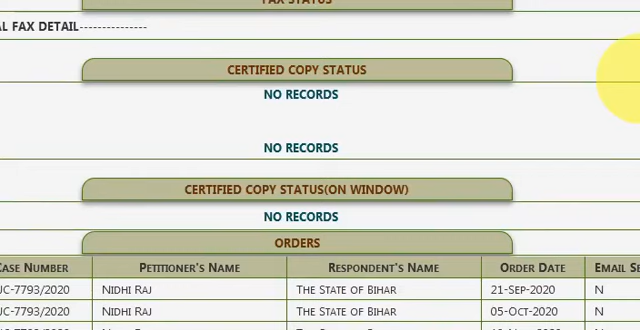 FAX STATUS
AL FAX DETAIL---------------
CERTIFIED COPY STATUS
NO RECORDS
NO RECORDS
CERTIFIED COPY STATUS(ON WINDOW)
NO RECORDS
ORDERS
CASE NUMBER PETITIONER'S NAME RESPONDENT'S NAME ORDER DATE EMAIL SE
JC-7793/2020 NIDHI RAJ THE STATE OF BIHAR 21-SEP-2020 N
JC-7793/2020 NIDHI RAJ THE STATE OF BIHAR 05-OCT-2020 N